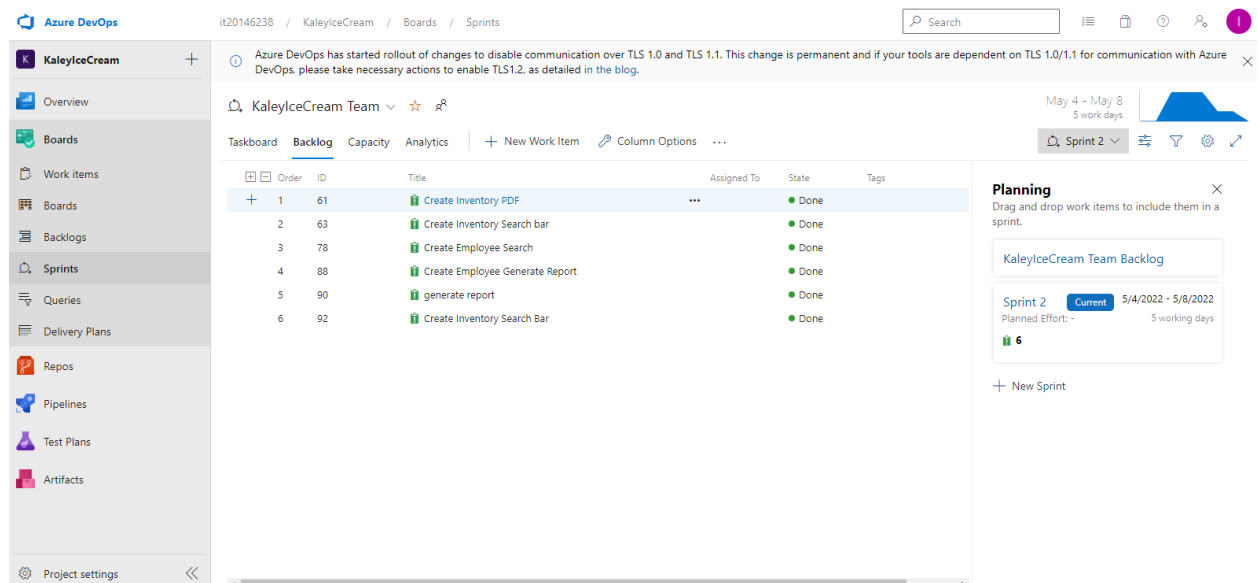 Azure DevOps
it20146238 / KaleyIceCream / Boards / Sprints
Search
I
K KaleyIceCream
Azure DevOps has started rollout of changes to disable communication over TLS 1.0 and TLS 1.1. This change is permanent and if your tools are dependent on TLS 1.0/1.1 for communication with Azure
DevOps, please take necessary actions to enable TLS1.2, as detailed in the blog.
Overview
Boards
Work items
Boards
Backlogs
Sprints
Queries
Delivery Plans
Repos
Pipelines
Test Plans
Artifacts
Project settings
KaleyIceCream Team
May 4 - May 8
5 work days
Taskboard Backlog Capacity Analytics New Work Item Column Options
Sprint 2
Order ID Title Assigned To State Tags
1 61 Create Inventory PDF Done
2 63 Create Inventory Search bar Done
3 78 Create Employee Search Done
4 88 Create Employee Generate Report Done
5 90 generate report Done
6 92 Create Inventory Search Bar Done
Planning
Drag and drop work items to include them in a
sprint.
KaleyIceCream Team Backlog
Sprint 2 Current 5/4/2022 - 5/8/2022
Planned Effort: - 5 working days
6
New Sprint